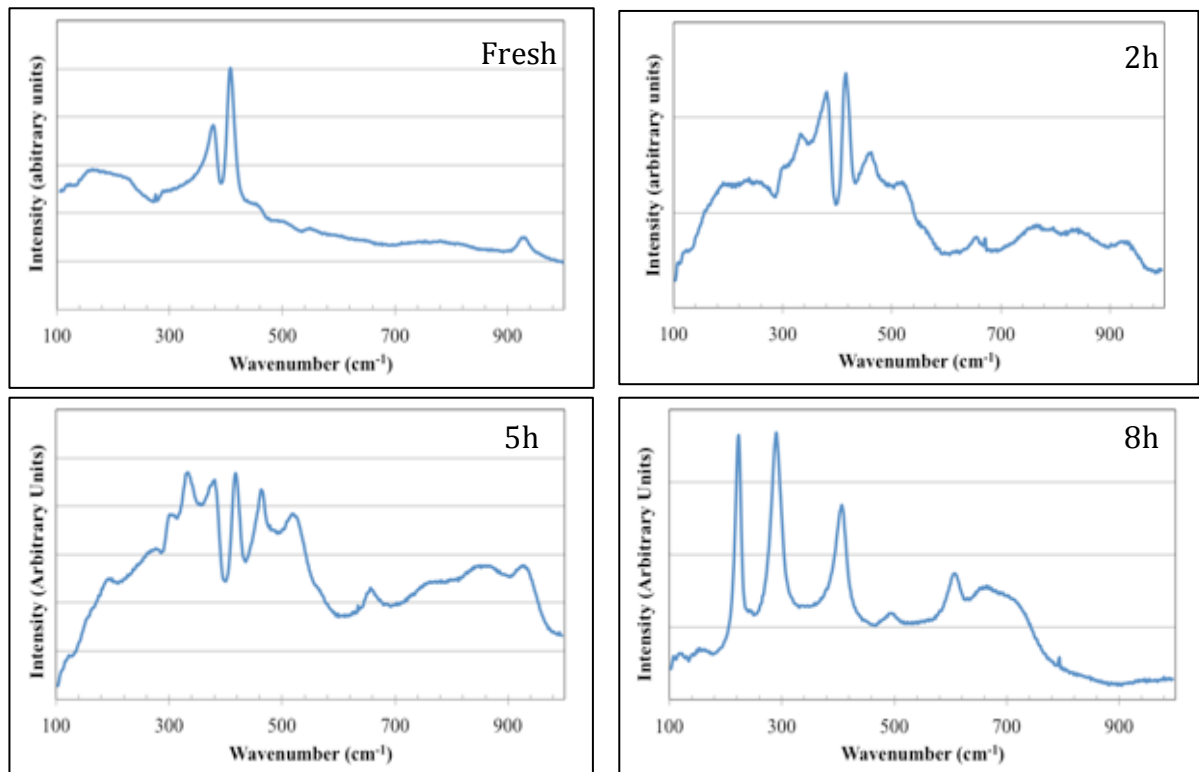 Fresh
Intensity (abitrary units)
100 300 500 700 900
Wavenumber (cm⁻¹)
2h
Intensity (arbitrary units)
100 300 500 700 900
Wavenumber (cm⁻¹)
5h
Intensity (Arbitrary Units)
100 300 500 700 900
Wavenumber (cm⁻¹)
8h
Intensity (Arbitrary Units)
100 300 500 700 900
Wavenumber (cm⁻¹)